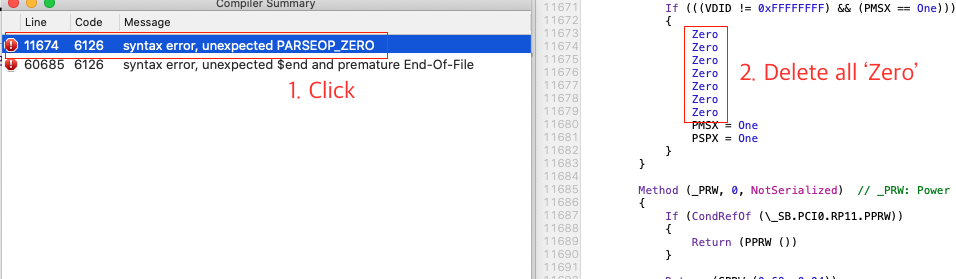 Compiler Summary
Line Code Message
11674 6126 syntax error, unexpected PARSEOP_ZERO
60685 6126 syntax error, unexpected $end and premature End-Of-File
1. Click
11671 If (((VDID != 0xFFFFFFFF) && (PMSX == One)))
11672 {
11673 Zero
11674 Zero
11675 Zero
11676 Zero
11677 Zero
11678 Zero
11679 Zero
2. Delete all ‘Zero’
11680 PMSX = One
11681 PSPX = One
11682 }
11683 }
11684
11685 Method (_PRW, 0, NotSerialized) // _PRW: Power
11686 {
11687 If (CondRefOf (\_SB.PCI0.RP11.PPRW))
11688 {
11689 Return (PPRW ())
11690 }
11691